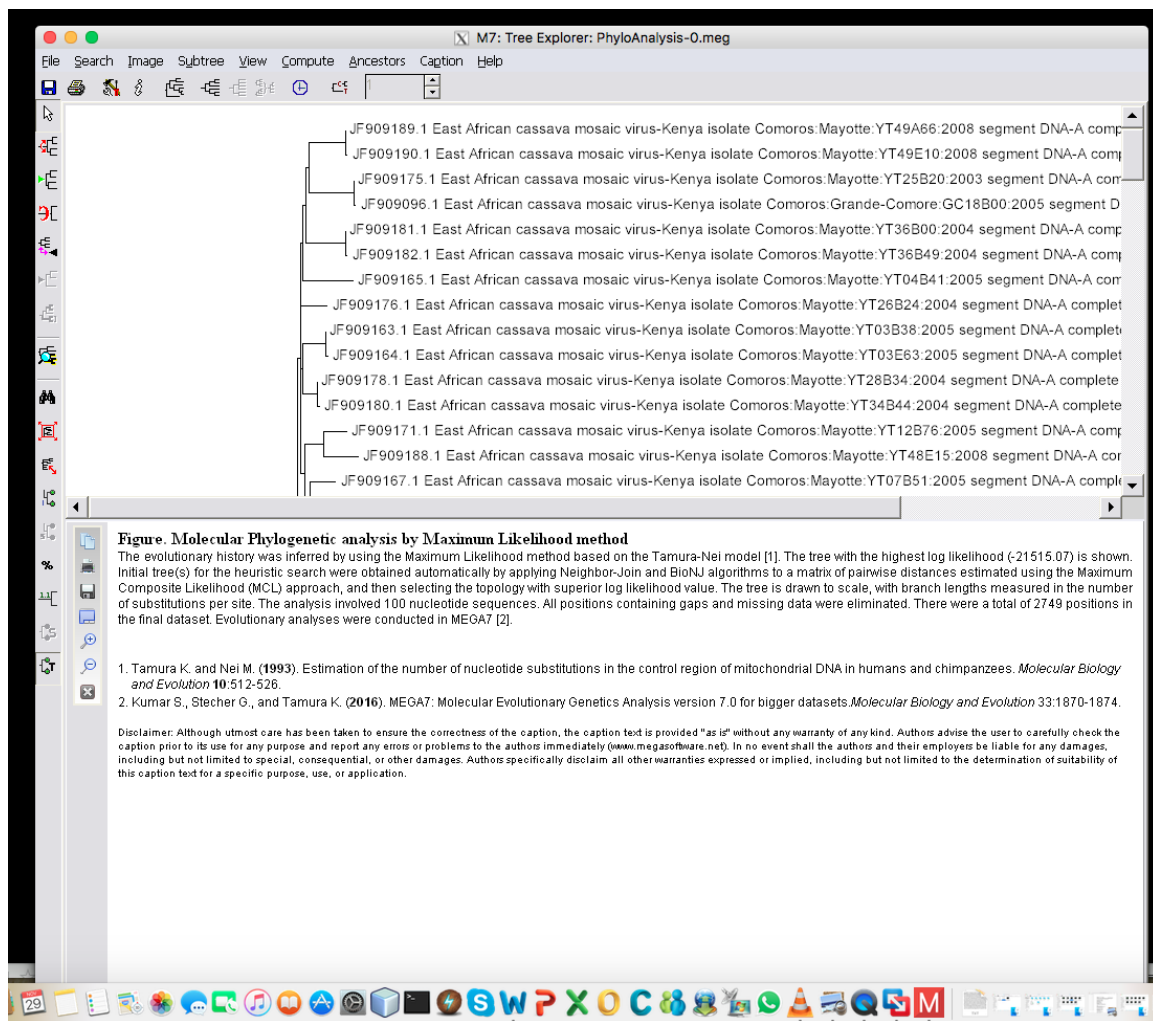 M7: Tree Explorer: PhyloAnalysis-0.meg
File Search Image Subtree View Compute Ancestors Caption Help
1
JF909189.1 East African cassava mosaic virus-Kenya isolate Comoros:Mayotte:YT49A66:2008 segment DNA-A comp
JF909190.1 East African cassava mosaic virus-Kenya isolate Comoros:Mayotte:YT49E10:2008 segment DNA-A comp
JF909175.1 East African cassava mosaic virus-Kenya isolate Comoros:Mayotte:YT25B20:2003 segment DNA-A com
JF909096.1 East African cassava mosaic virus-Kenya isolate Comoros:Grande-Comore:GC18B00:2005 segment D
JF909181.1 East African cassava mosaic virus-Kenya isolate Comoros:Mayotte:YT36B00:2004 segment DNA-A comp
JF909182.1 East African cassava mosaic virus-Kenya isolate Comoros:Mayotte:YT36B49:2004 segment DNA-A com
JF909165.1 East African cassava mosaic virus-Kenya isolate Comoros:Mayotte:YT04B41:2005 segment DNA-A com
JF909176.1 East African cassava mosaic virus-Kenya isolate Comoros:Mayotte:YT26B24:2004 segment DNA-A complet
JF909163.1 East African cassava mosaic virus-Kenya isolate Comoros:Mayotte:YT03B38:2005 segment DNA-A complet
JF909164.1 East African cassava mosaic virus-Kenya isolate Comoros:Mayotte:YT03E63:2005 segment DNA-A complet
JF909178.1 East African cassava mosaic virus-Kenya isolate Comoros:Mayotte:YT28B34:2004 segment DNA-A complete
JF909180.1 East African cassava mosaic virus-Kenya isolate Comoros:Mayotte:YT34B44:2004 segment DNA-A complete
JF909171.1 East African cassava mosaic virus-Kenya isolate Comoros:Mayotte:YT12B76:2005 segment DNA-A comp
JF909188.1 East African cassava mosaic virus-Kenya isolate Comoros:Mayotte:YT48E15:2008 segment DNA-A cor
JF909167.1 East African cassava mosaic virus-Kenya isolate Comoros:Mayotte:YT07B51:2005 segment DNA-A comple
Figure. Molecular Phylogenetic analysis by Maximum Likelihood method
The evolutionary history was inferred by using the Maximum Likelihood method based on the Tamura-Nei model [1]. The tree with the highest log likelihood (-21515.07) is shown.
Initial tree(s) for the heuristic search were obtained automatically by applying Neighbor-Join and BioNJ algorithms to a matrix of pairwise distances estimated using the Maximum
Composite Likelihood (MCL) approach, and then selecting the topology with superior log likelihood value. The tree is drawn to scale, with branch lengths measured in the number
of substitutions per site. The analysis involved 100 nucleotide sequences. All positions containing gaps and missing data were eliminated. There were a total of 2749 positions in
the final dataset. Evolutionary analyses were conducted in MEGA7 [2].
1. Tamura K. and Nei M. (1993). Estimation of the number of nucleotide substitutions in the control region of mitochondrial DNA in humans and chimpanzees. Molecular Biology
and Evolution 10:512-526.
2. Kumar S., Stecher G., and Tamura K. (2016). MEGA7: Molecular Evolutionary Genetics Analysis version 7.0 for bigger datasets.Molecular Biology and Evolution 33:1870-1874.
Disclaimer: Although utmost care has been taken to ensure the correctness of the caption, the caption text is provided "as is" without any warranty of any kind. Authors advise the user to carefully check the
caption prior to its use for any purpose and report any errors or problems to the authors immediately (www.megasoftware.net). In no event shall the authors and their employers be liable for any damages,
including but not limited to special, consequential, or other damages. Authors specifically disclaim all other warranties expressed or implied, including but not limited to the determination of suitability of
this caption text for a specific purpose, use, or application.
29